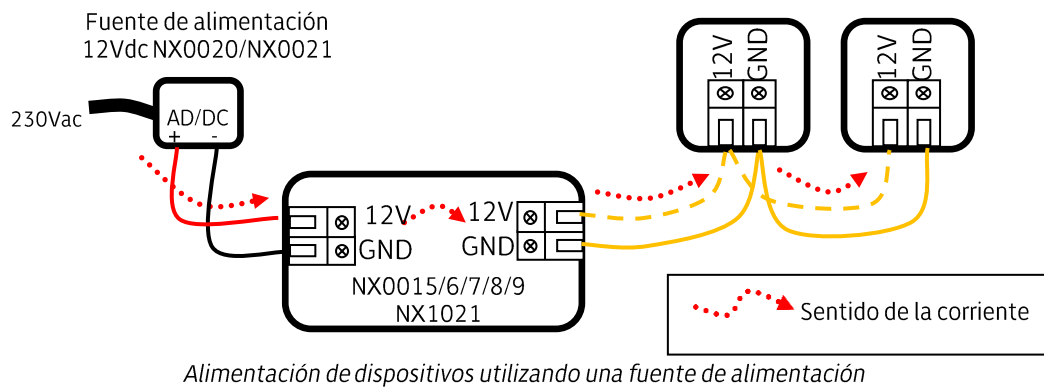 Fuente de alimentación
12Vdc NX0020/NX0021
230Vac
AD/DC
+ -
12V GND
12V GND
12V 12V
GND GND
NX0015/6/7/8/9
NX1021
Sentido de la corriente
Alimentación de dispositivos utilizando una fuente de alimentación